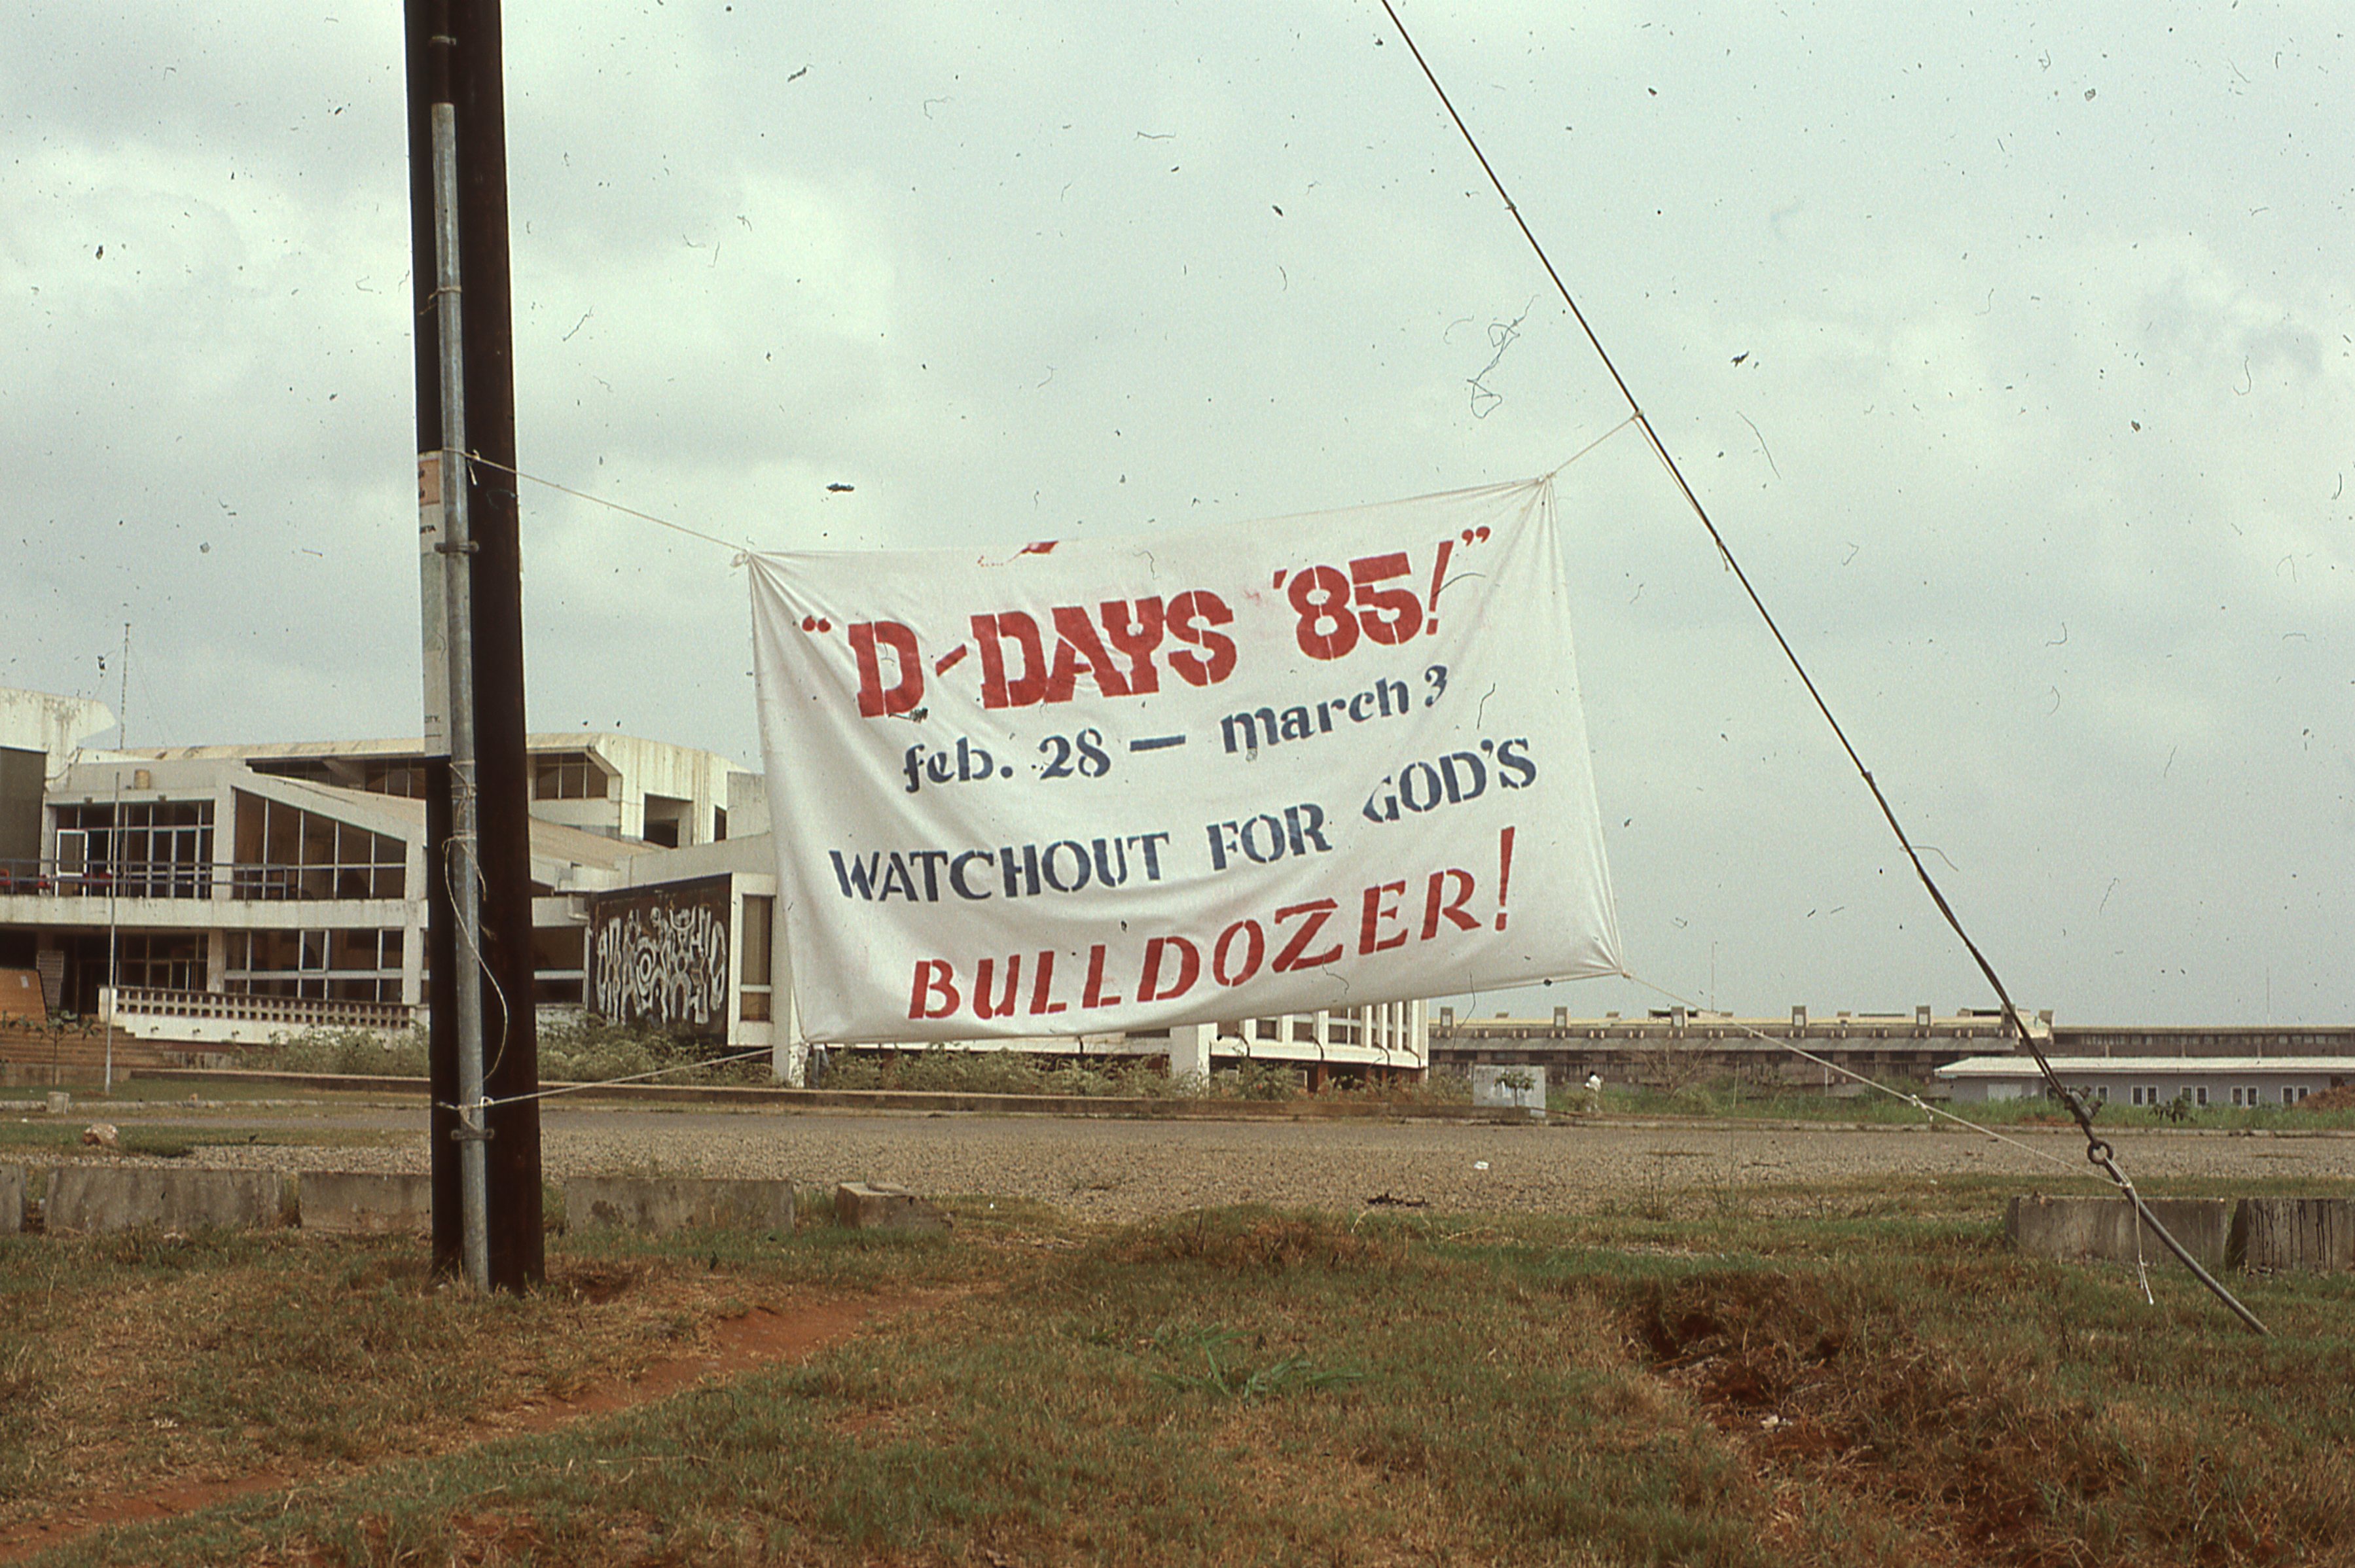 “D-DAYS '85!”
feb. 28 — march 3
WATCHOUT FOR GOD'S
BULLDOZER!